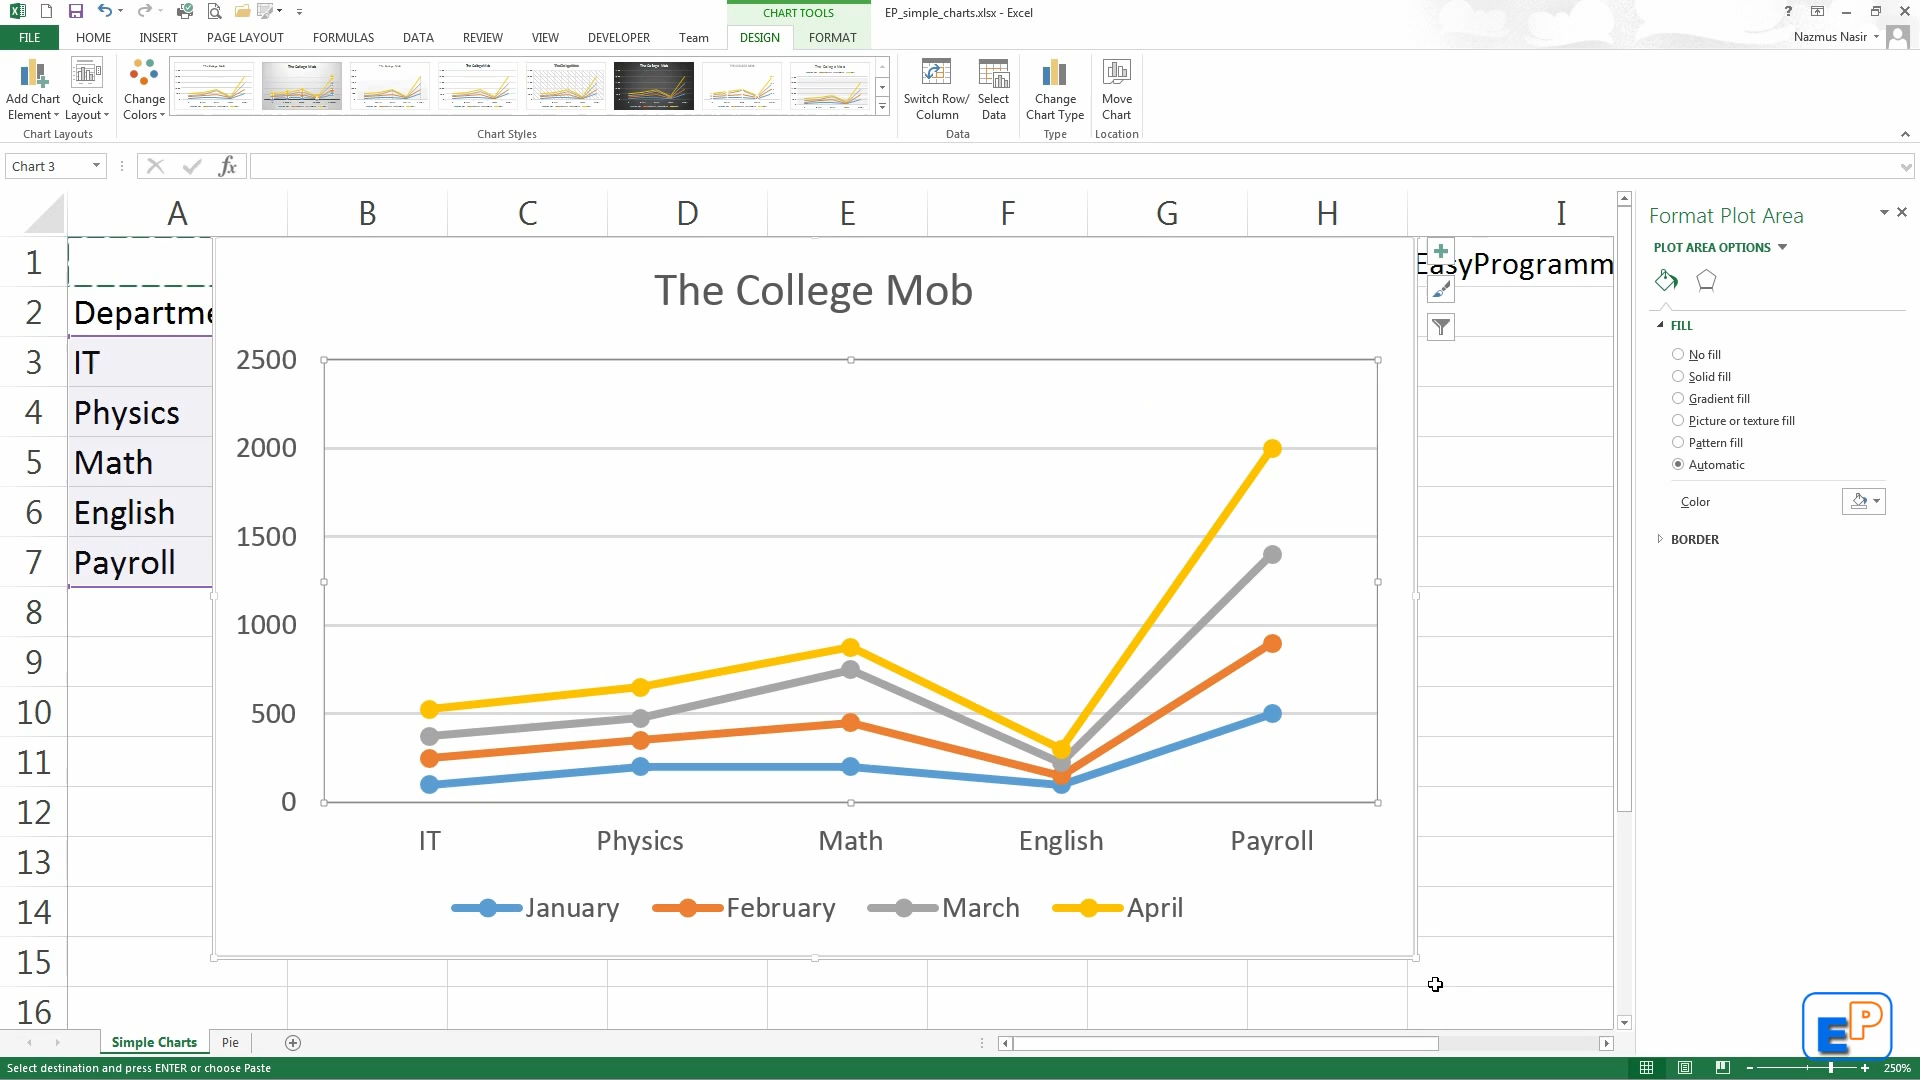 CHART TOOLS
EP_simple_charts.xlsx - Excel
?
FILE HOME INSERT PAGE LAYOUT FORMULAS DATA REVIEW VIEW DEVELOPER Team DESIGN FORMAT
Nazmus Nasir
Add Chart Element
Quick Layout
Change Colors
Switch Row/ Column
Select Data
Change Chart Type
Move Chart
Chart Layouts
Chart Styles
Data
Type
Location
Chart 3
fx
A B C D E F G H I
1
EasyProgramm
2 Departme
3 IT
4 Physics
5 Math
6 English
7 Payroll
8
9
10
11
12
13
14
15
16
The College Mob
2500
2000
1500
1000
500
0
IT Physics Math English Payroll
January February March April
Format Plot Area
PLOT AREA OPTIONS
FILL
No fill
Solid fill
Gradient fill
Picture or texture fill
Pattern fill
Automatic
Color
BORDER
EP
Simple Charts Pie
Select destination and press ENTER or choose Paste
250%